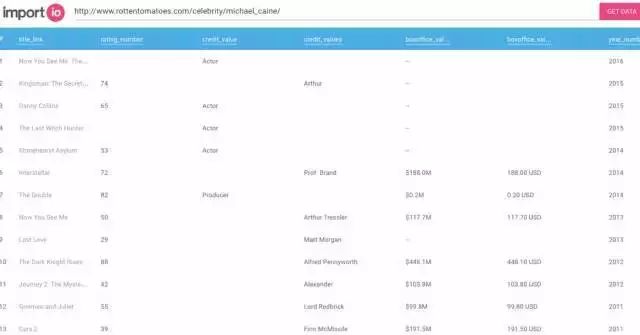 import io http://www.rottentomatoes.com/celebrity/michael_caine/ GET DATA
# title_link rating_number credit_value credit_values boxoffice_val... boxoffice_va... year_numb
1 Now You See Me: The... Actor -- 2016
2 Kingsman: The Secret... 74 Arthur -- 2015
3 Danny Collins 65 Actor -- 2015
4 The Last Witch Hunter Actor -- 2015
5 Stonehearst Asylum 53 Actor -- 2014
6 Interstellar 72 Prof. Brand $188.0M 188.00 USD 2014
7 The Double 82 Producer $0.2M 0.20 USD 2014
8 Now You See Me 50 Arthur Tressler $117.7M 117.70 USD 2013
9 Last Love 29 Matt Morgan -- 2013
10 The Dark Knight Rises 88 Alfred Pennyworth $448.1M 448.10 USD 2012
11 Journey 2: The Myste... 42 Alexander $103.8M 103.80 USD 2012
12 Gnomeo and Juliet 55 Lord Redbrick $99.8M 99.80 USD 2011
13 Cars 2 39 Finn McMissile $191.5M 191.50 USD 2011